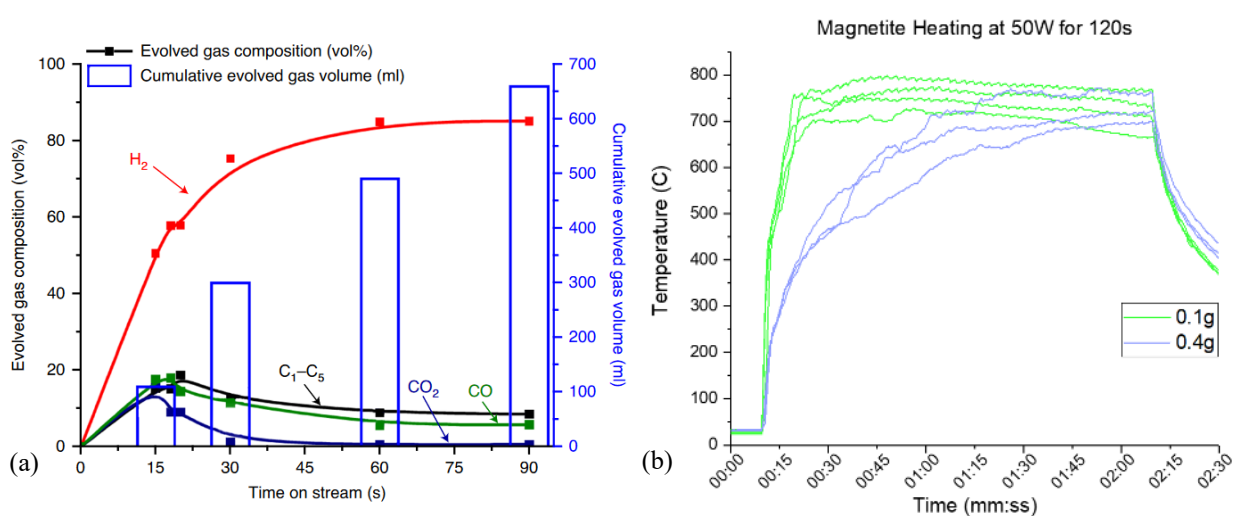 Evolved gas composition (vol%)
Cumulative evolved gas volume (ml)
100
80
60
40
20
0
Evolved gas composition (vol%)
700
600
500
400
300
200
100
0
Cumulative evolved gas volume (ml)
H2
C1–C5
CO2
CO
0
15
30
45
60
75
90
Time on stream (s)
(a)
Magnetite Heating at 50W for 120s
800
700
600
500
400
300
200
100
0
Temperature (C)
0.1g
0.4g
00:00
00:15
00:30
00:45
01:00
01:15
01:30
01:45
02:00
02:15
02:30
Time (mm:ss)
(b)